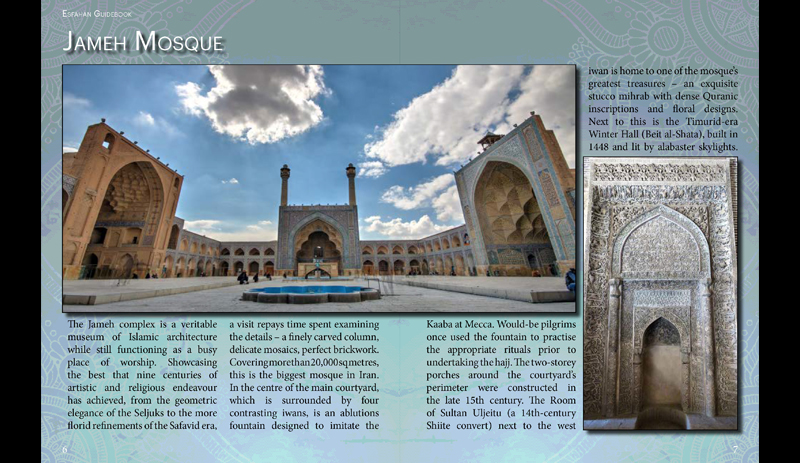 Esfahan Guidebook
Jameh Mosque
The Jameh complex is a veritable
museum of Islamic architecture
while still functioning as a busy
place of worship. Showcasing
the best that nine centuries of
artistic and religious endeavour
has achieved, from the geometric
elegance of the Seljuks to the more
florid refinements of the Safavid era,
a visit repays time spent examining
the details – a finely carved column,
delicate mosaics, perfect brickwork.
Covering more than 20,000 sq metres,
this is the biggest mosque in Iran.
In the centre of the main courtyard,
which is surrounded by four
contrasting iwans, is an ablutions
fountain designed to imitate the
Kaaba at Mecca. Would-be pilgrims
once used the fountain to practise
the appropriate rituals prior to
undertaking the hajj. The two-storey
porches around the courtyard's
perimeter were constructed in
the late 15th century. The Room
of Sultan Uljeitu (a 14th-century
Shiite convert) next to the west
iwan is home to one of the mosque's
greatest treasures – an exquisite
stucco mihrab with dense Quranic
inscriptions and floral designs.
Next to this is the Timurid-era
Winter Hall (Beit al-Shata), built in
1448 and lit by alabaster skylights.
6
7